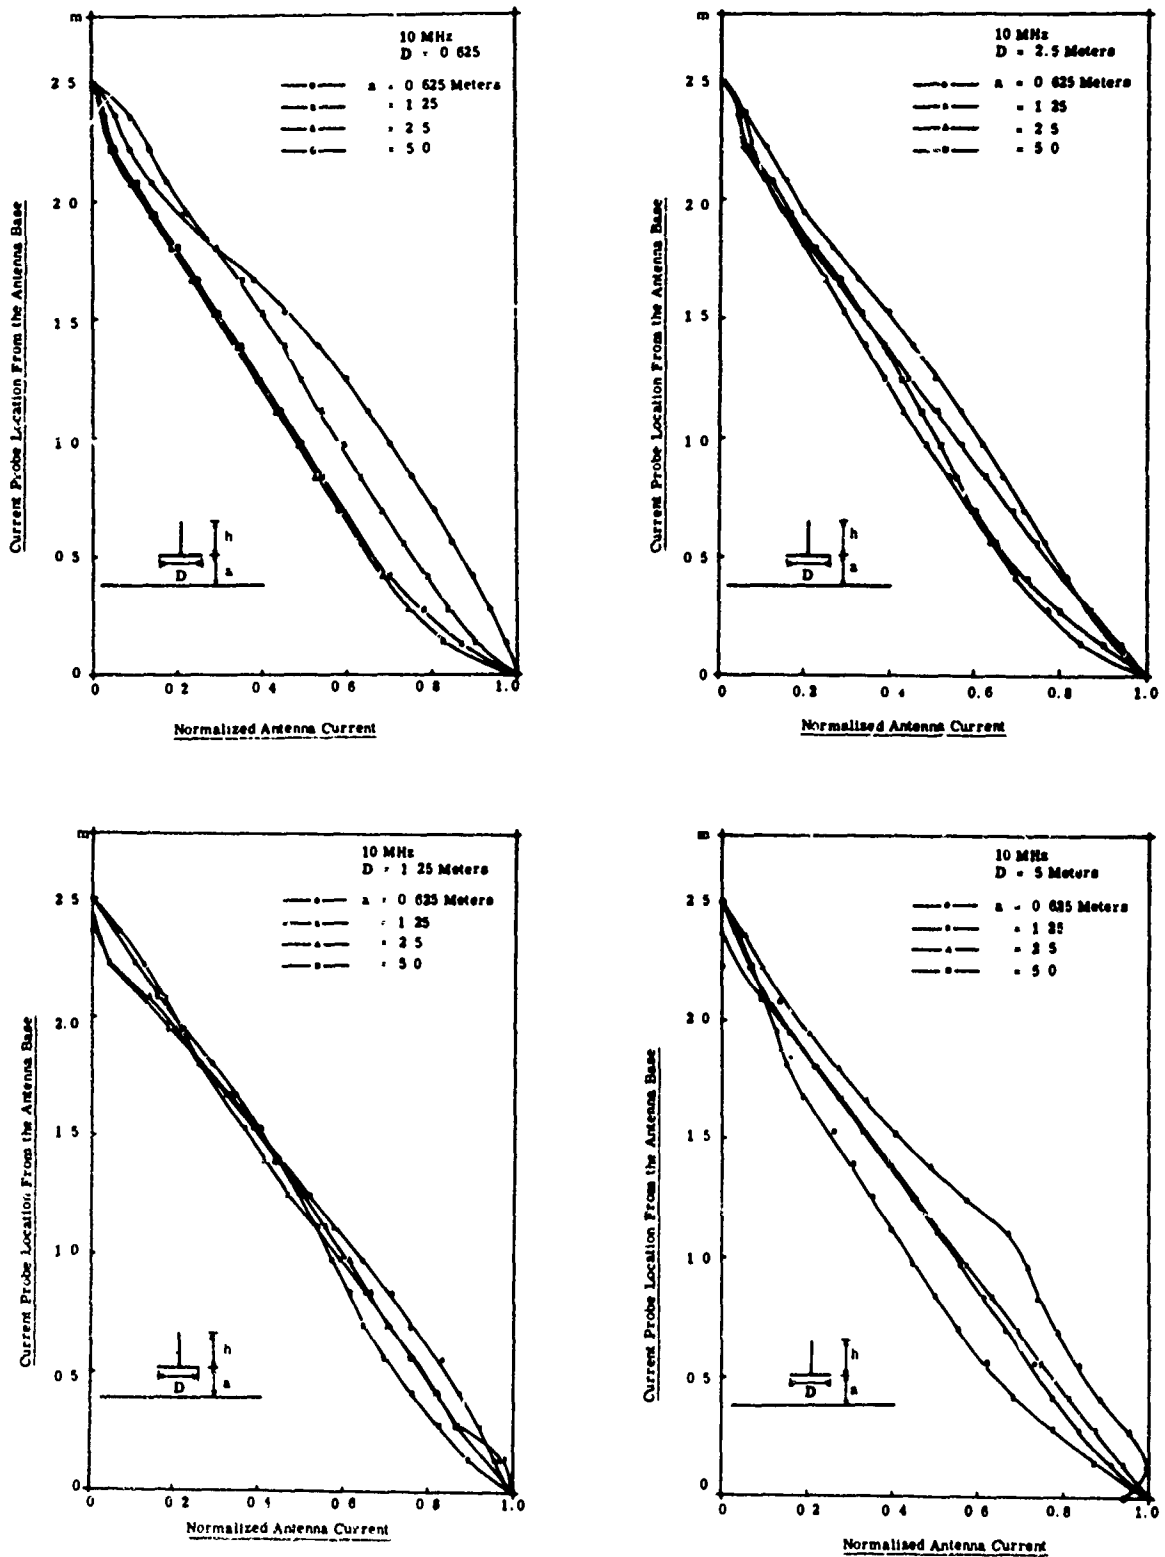 m
10 MHz
D = 0 625
a = 0 625 Meters
= 1 25
= 2 5
= 5 0
2 5
2 0
1 5
1 0
0 5
0
Current Probe Location From the Antenna Base
h
a
D
0 0 2 0 4 0.6 0.8 1.0
Normalized Antenna Current
m
10 MHz
D = 2.5 Meters
a = 0 625 Meters
= 1 25
= 2 5
= 5 0
2 5
2 0
1 5
1 0
0 5
0
Current Probe Location From the Antenna Base
h
a
D
0 0.2 0 4 0.6 0.8 1.0
Normalized Antenna Current
m
10 MHz
D = 1 25 Meters
a = 0 625 Meters
= 1 25
= 2 5
= 5 0
2 5
2 0
1 5
1 0
0 5
0
Current Probe Location From the Antenna Base
h
a
D
0 0 2 0 4 0.6 0.8 1.0
Normalized Antenna Current
m
10 MHz
D = 5 Meters
a = 0 625 Meters
= 1 25
= 2 5
= 5 0
2 5
2 0
1 5
1 0
0 5
0
Current Probe Location From the Antenna Base
h
a
D
0 0.2 0 4 0.6 0.8 1.0
Normalized Antenna Current